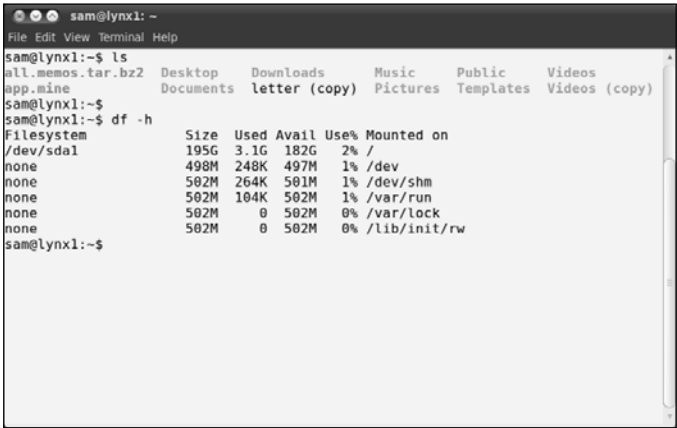 sam@lynx1: ~
File Edit View Terminal Help
sam@lynx1:~$ ls
all.memos.tar.bz2 Desktop Downloads Music Public Videos
app.mine Documents letter (copy) Pictures Templates Videos (copy)
sam@lynx1:~$
sam@lynx1:~$ df -h
Filesystem Size Used Avail Use% Mounted on
/dev/sda1 195G 3.1G 182G 2% /
none 498M 248K 497M 1% /dev
none 502M 264K 501M 1% /dev/shm
none 502M 104K 502M 1% /var/run
none 502M 0 502M 0% /var/lock
none 502M 0 502M 0% /lib/init/rw
sam@lynx1:~$